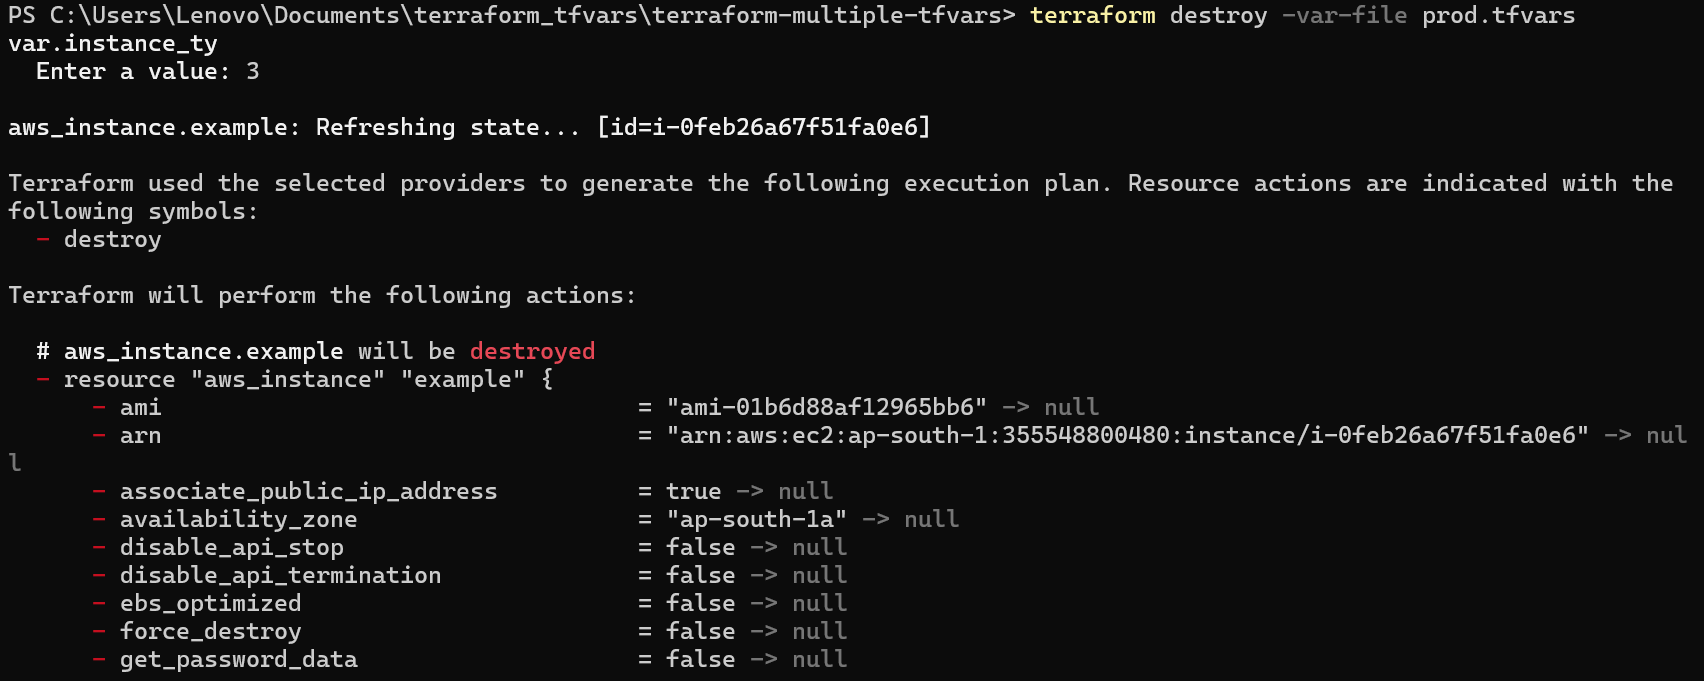 PS C:\Users\Lenovo\Documents\terraform_tfvars\terraform-multiple-tfvars> terraform destroy -var-file prod.tfvars
var.instance_ty
  Enter a value: 3

aws_instance.example: Refreshing state... [id=i-0feb26a67f51fa0e6]

Terraform used the selected providers to generate the following execution plan. Resource actions are indicated with the
following symbols:
  - destroy

Terraform will perform the following actions:

  # aws_instance.example will be destroyed
  - resource "aws_instance" "example" {
      - ami                                  = "ami-01b6d88af12965bb6" -> null
      - arn                                  = "arn:aws:ec2:ap-south-1:355548800480:instance/i-0feb26a67f51fa0e6" -> nul
l
      - associate_public_ip_address          = true -> null
      - availability_zone                    = "ap-south-1a" -> null
      - disable_api_stop                     = false -> null
      - disable_api_termination              = false -> null
      - ebs_optimized                        = false -> null
      - force_destroy                        = false -> null
      - get_password_data                    = false -> null